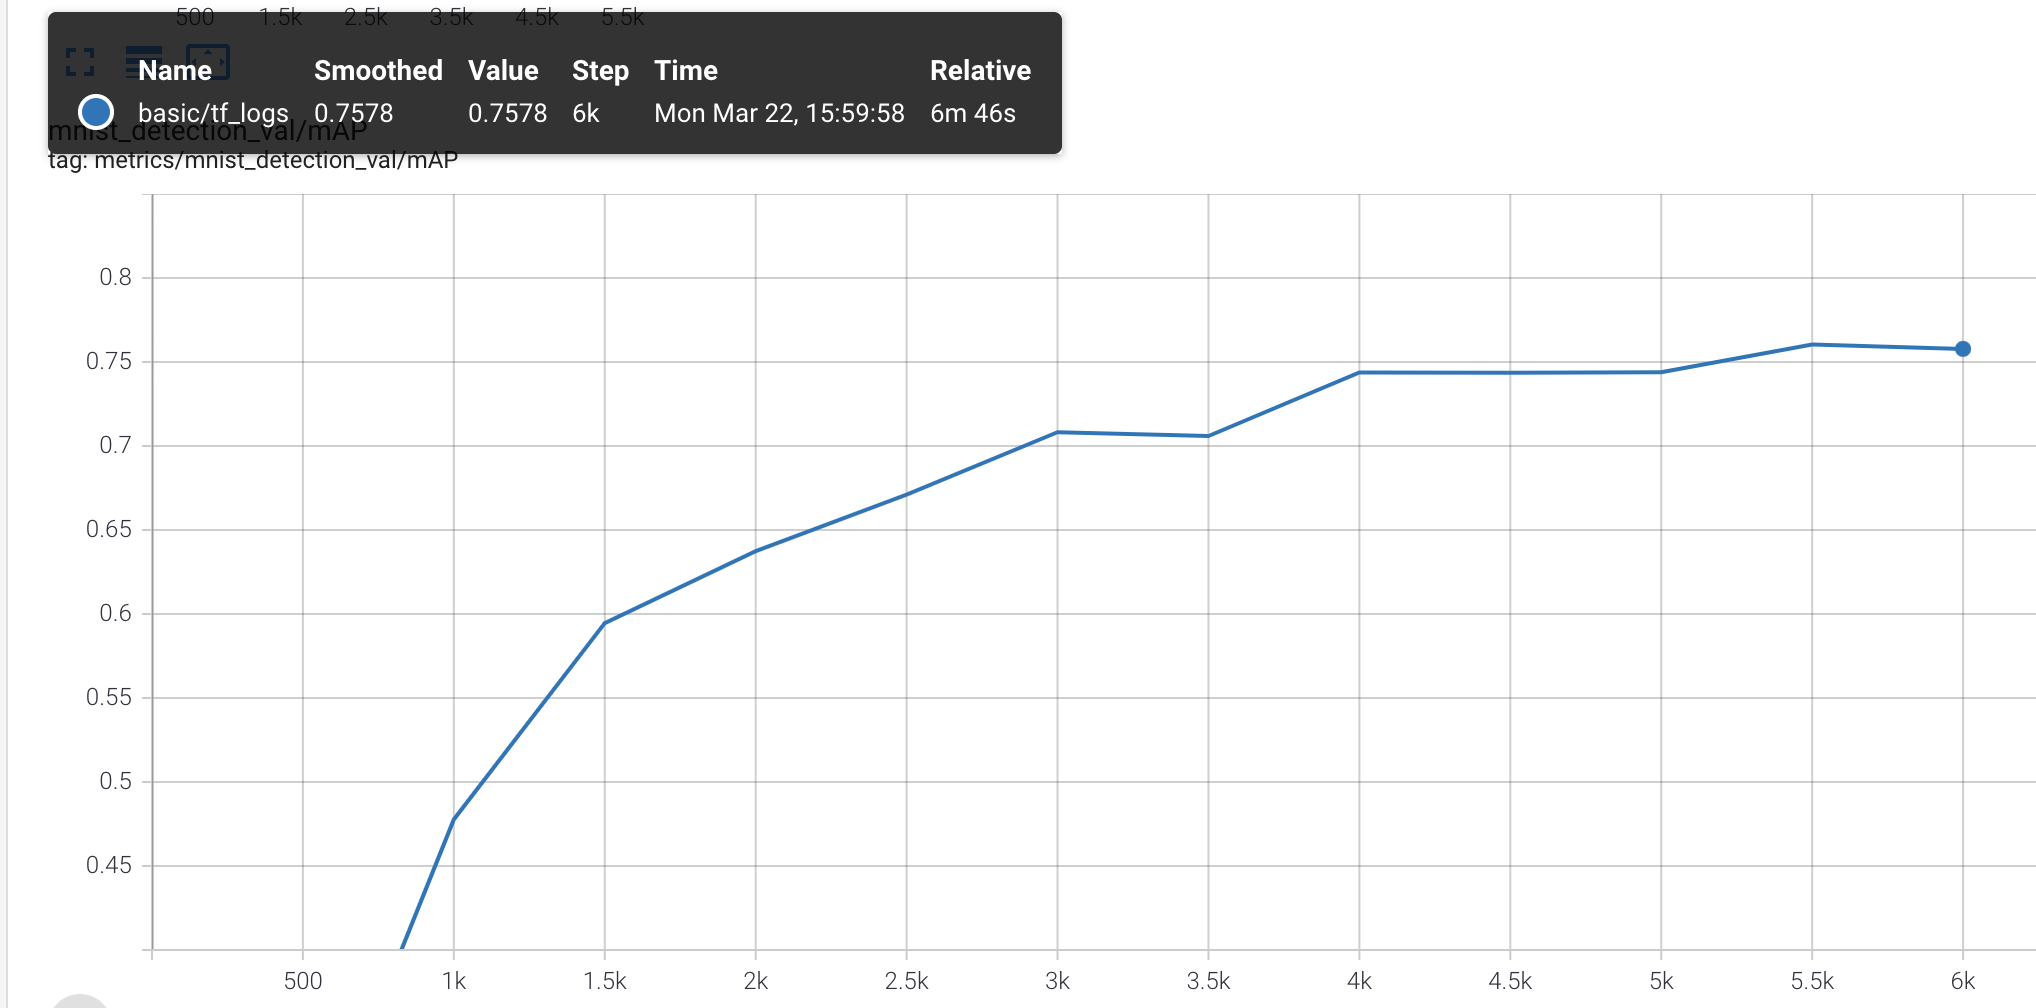 500 1.5k 2.5k 3.5k 4.5k 5.5k
Name Smoothed Value Step Time Relative
basic/tf_logs 0.7578 0.7578 6k Mon Mar 22, 15:59:58 6m 46s
mnist_detection_val/mAP
tag: metrics/mnist_detection_val/mAP
0.8
0.75
0.7
0.65
0.6
0.55
0.5
0.45
500 1k 1.5k 2k 2.5k 3k 3.5k 4k 4.5k 5k 5.5k 6k